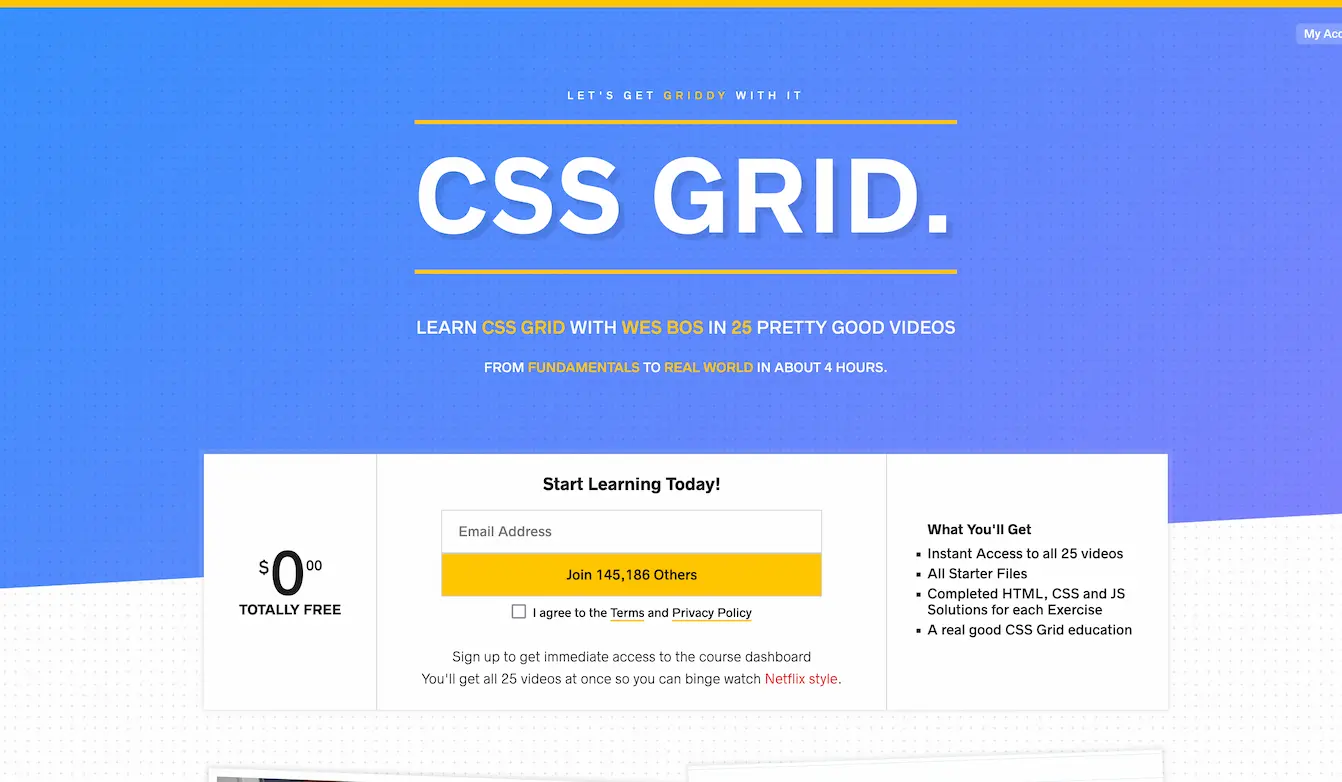 My Acc
LET'S GET GRIDDY WITH IT
CSS GRID.
LEARN CSS GRID WITH WES BOS IN 25 PRETTY GOOD VIDEOS
FROM FUNDAMENTALS TO REAL WORLD IN ABOUT 4 HOURS.
$0 00
TOTALLY FREE
Start Learning Today!
Email Address
Join 145,186 Others
I agree to the Terms and Privacy Policy
Sign up to get immediate access to the course dashboard
You'll get all 25 videos at once so you can binge watch Netflix style.
What You'll Get
▪ Instant Access to all 25 videos
▪ All Starter Files
▪ Completed HTML, CSS and JS
Solutions for each Exercise
▪ A real good CSS Grid education